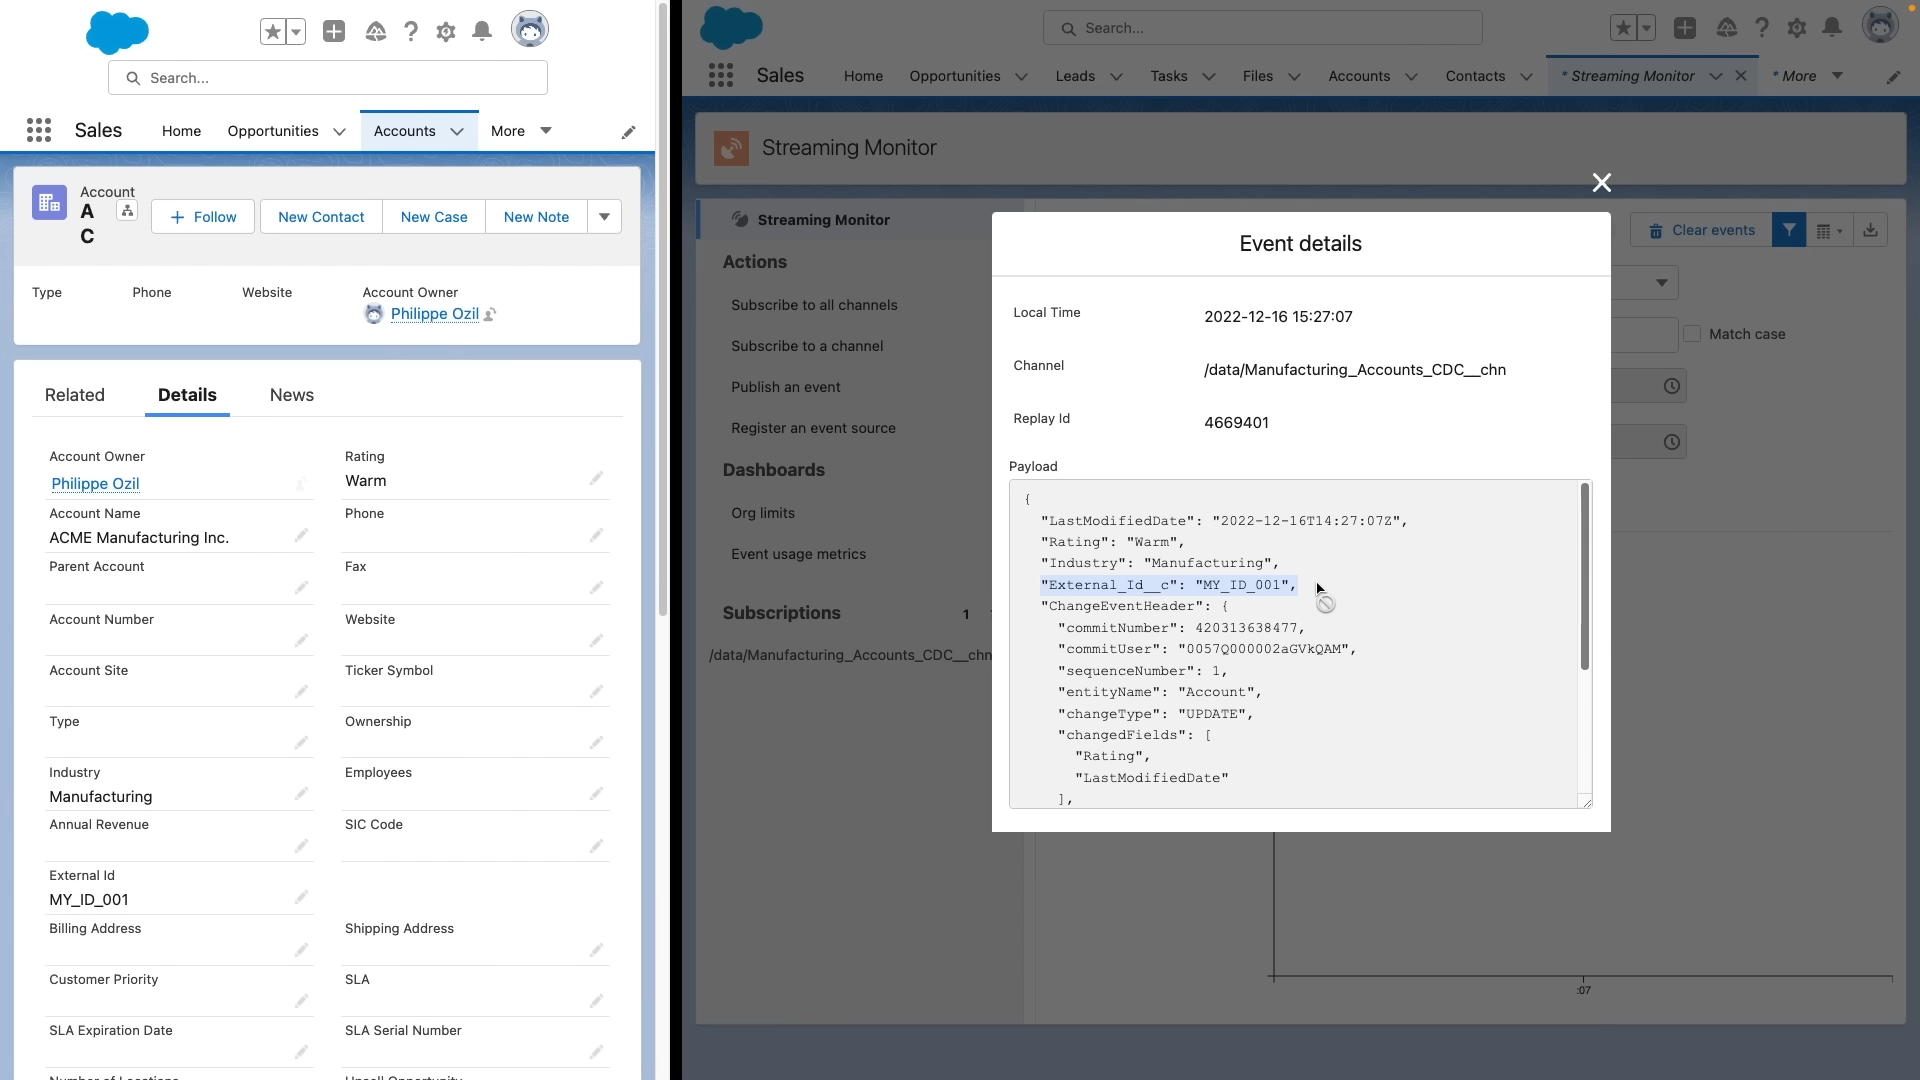 Search...
Sales
Home
Opportunities
Accounts
More
Account
A
C
Follow
New Contact
New Case
New Note
Type
Phone
Website
Account Owner
Philippe Ozil
Related
Details
News
Account Owner
Philippe Ozil
Rating
Warm
Account Name
ACME Manufacturing Inc.
Phone
Parent Account
Fax
Account Number
Website
Account Site
Ticker Symbol
Type
Ownership
Industry
Manufacturing
Employees
Annual Revenue
SIC Code
External Id
MY_ID_001
Billing Address
Shipping Address
Customer Priority
SLA
SLA Expiration Date
SLA Serial Number
Search...
Sales
Home
Opportunities
Leads
Tasks
Files
Accounts
Contacts
* Streaming Monitor
* More
Streaming Monitor
Streaming Monitor
Actions
Subscribe to all channels
Subscribe to a channel
Publish an event
Register an event source
Dashboards
Org limits
Event usage metrics
Subscriptions 1
/data/Manufacturing_Accounts_CDC__chn
Clear events
Match case
:07
Event details
Local Time
2022-12-16 15:27:07
Channel
/data/Manufacturing_Accounts_CDC__chn
Replay Id
4669401
Payload
{
"LastModifiedDate": "2022-12-16T14:27:07Z",
"Rating": "Warm",
"Industry": "Manufacturing",
"External_Id__c": "MY_ID_001",
"ChangeEventHeader": {
"commitNumber": 420313638477,
"commitUser": "0057Q000002aGVkQAM",
"sequenceNumber": 1,
"entityName": "Account",
"changeType": "UPDATE",
"changedFields": [
"Rating",
"LastModifiedDate"
],